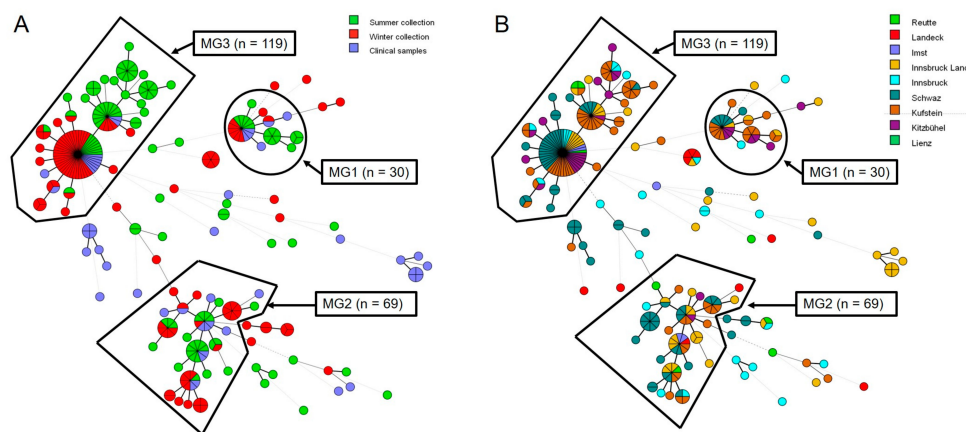 A
Summer collection
Winter collection
Clinical samples
MG3 (n = 119)
MG1 (n = 30)
MG2 (n = 69)
B
Reutte
Landeck
Imst
Innsbruck Land
Innsbruck
Schwaz
Kufstein
Kitzbühel
Lienz
MG3 (n = 119)
MG1 (n = 30)
MG2 (n = 69)